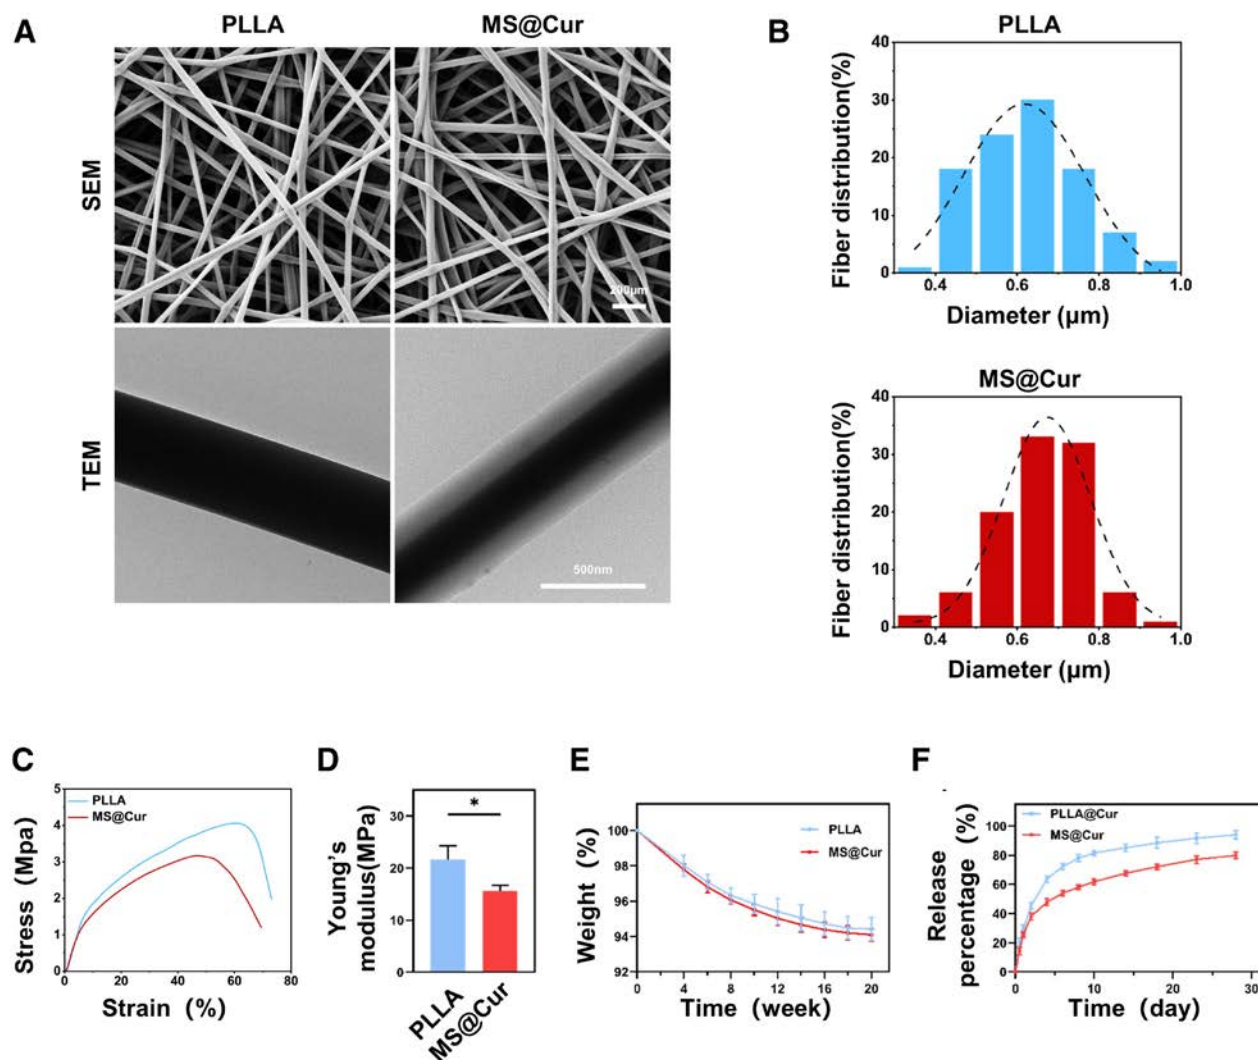 A
PLLA
MS@Cur
SEM
200μm
TEM
500nm
B
PLLA
Fiber distribution(%)
40
30
20
10
0
0.4
0.6
0.8
1.0
Diameter (μm)
MS@Cur
Fiber distribution(%)
40
30
20
10
0
0.4
0.6
0.8
1.0
Diameter (μm)
C
Stress (Mpa)
5
4
3
2
1
0
PLLA
MS@Cur
0
20
40
60
80
Strain (%)
D
Young's
modulus(MPa)
30
20
10
0
*
PLLA
MS@Cur
E
Weight (%)
100
98
96
94
92
PLLA
MS@Cur
0
4
8
12
16
20
Time (week)
F
Release
percentage (%)
100
80
60
40
20
0
PLLA@Cur
MS@Cur
0
10
20
30
Time (day)